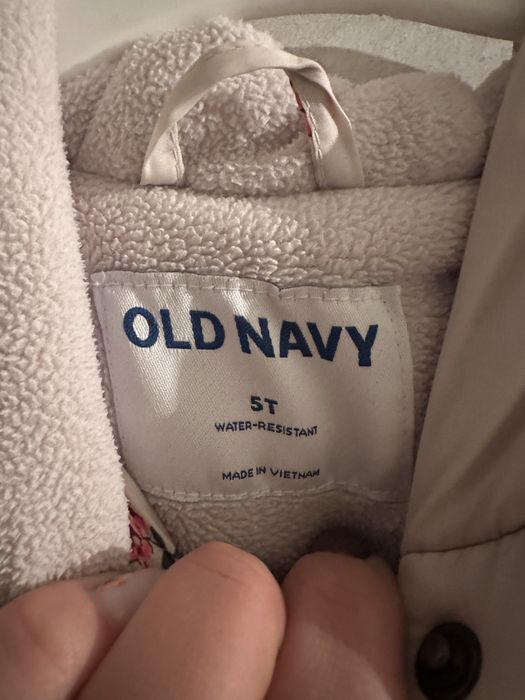 OLD NAVY
5T
WATER-RESISTANT
MADE IN VIETNAM